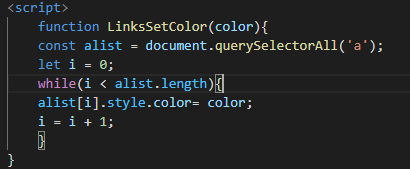 <script>
function LinksSetColor(color){
const alist = document.querySelectorAll('a');
let i = 0;
while(i < alist.length){
alist[i].style.color= color;
i = i + 1;
}
}